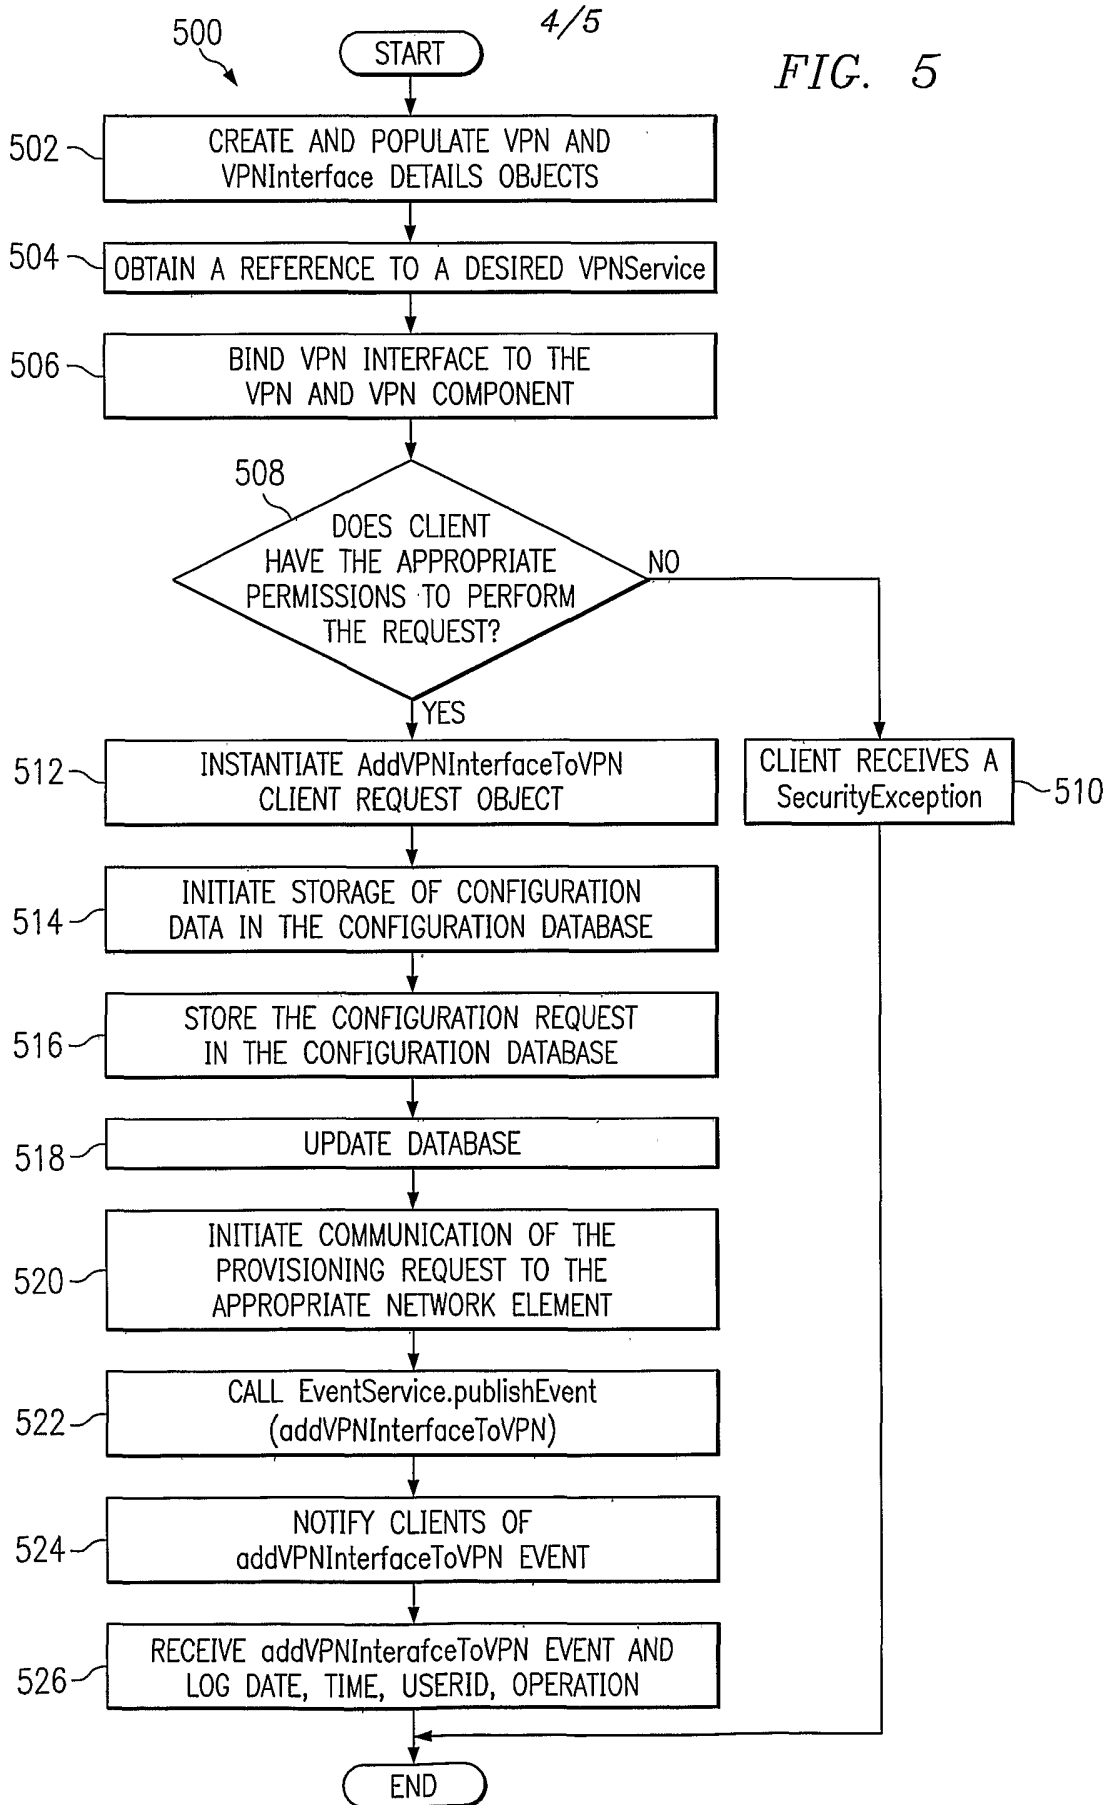 4/5
500
START
FIG. 5
502
CREATE AND POPULATE VPN AND
VPNInterface DETAILS OBJECTS
504
OBTAIN A REFERENCE TO A DESIRED VPNService
506
BIND VPN INTERFACE TO THE
VPN AND VPN COMPONENT
508
DOES CLIENT
HAVE THE APPROPRIATE
PERMISSIONS TO PERFORM
THE REQUEST?
NO
YES
512
INSTANTIATE AddVPNInterfaceToVPN
CLIENT REQUEST OBJECT
CLIENT RECEIVES A
SecurityException
510
514
INITIATE STORAGE OF CONFIGURATION
DATA IN THE CONFIGURATION DATABASE
516
STORE THE CONFIGURATION REQUEST
IN THE CONFIGURATION DATABASE
518
UPDATE DATABASE
520
INITIATE COMMUNICATION OF THE
PROVISIONING REQUEST TO THE
APPROPRIATE NETWORK ELEMENT
522
CALL EventService.publishEvent
(addVPNInterfaceToVPN)
524
NOTIFY CLIENTS OF
addVPNInterfaceToVPN EVENT
526
RECEIVE addVPNInterafceToVPN EVENT AND
LOG DATE, TIME, USERID, OPERATION
END